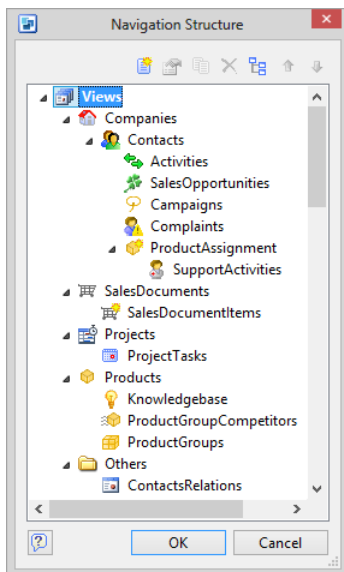 Navigation Structure
Views
Companies
Contacts
Activities
SalesOpportunities
Campaigns
Complaints
ProductAssignment
SupportActivities
SalesDocuments
SalesDocumentItems
Projects
ProjectTasks
Products
Knowledgebase
ProductGroupCompetitors
ProductGroups
Others
ContactsRelations
OK Cancel